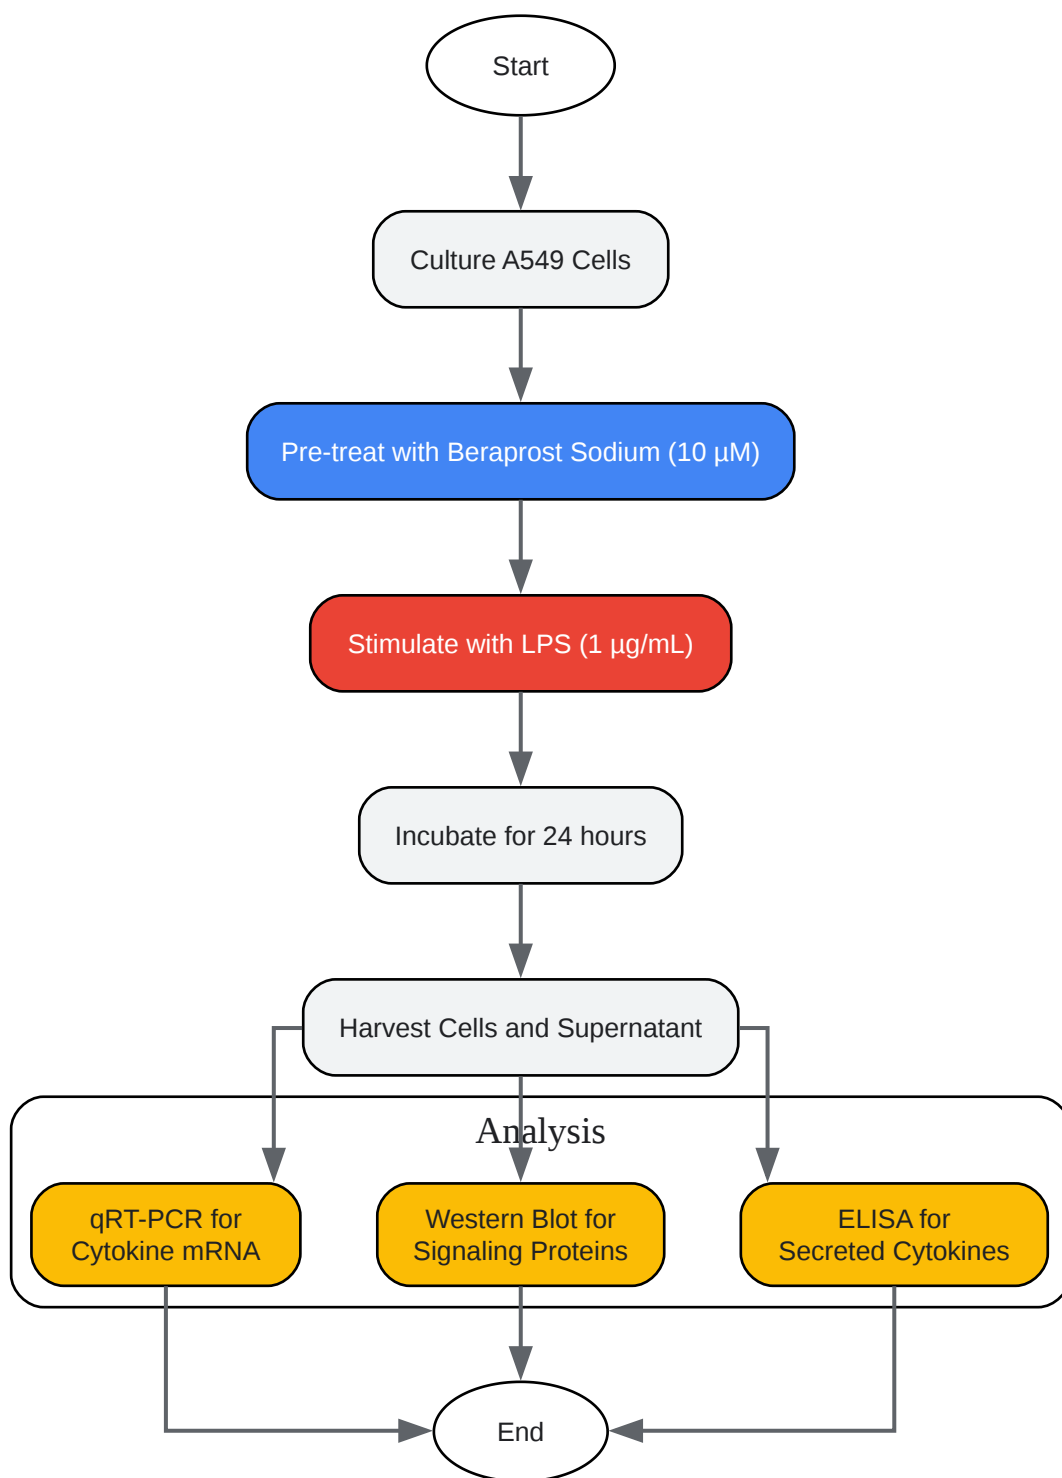 Start
Culture A549 Cells
Pre-treat with Beraprost Sodium (10 µM)
Stimulate with LPS (1 µg/mL)
Incubate for 24 hours
Harvest Cells and Supernatant
Analysis
qRT-PCR for
Cytokine mRNA
Western Blot for
Signaling Proteins
ELISA for
Secreted Cytokines
End